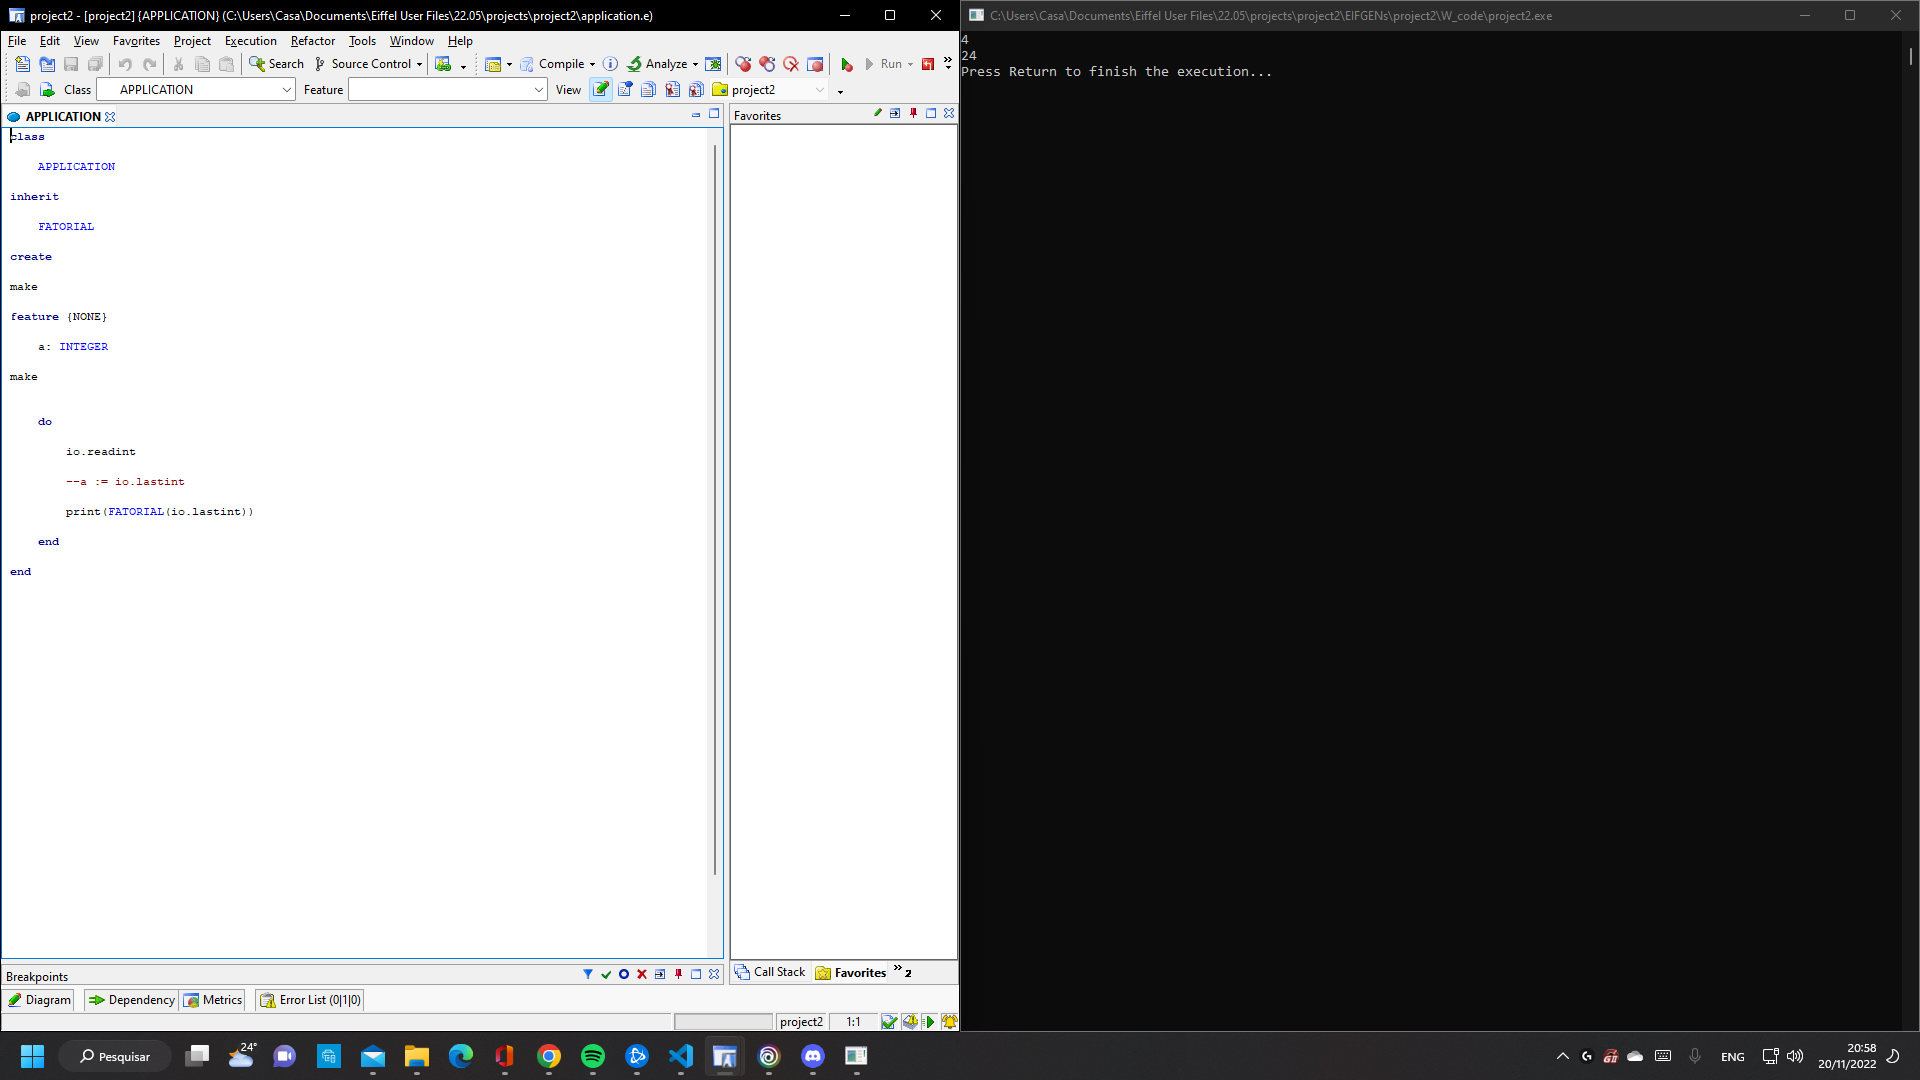 project2 - [project2] {APPLICATION} (C:\Users\Casa\Documents\Eiffel User Files\22.05\projects\project2\application.e)
File Edit View Favorites Project Execution Refactor Tools Window Help
Search Source Control Compile Analyze Run
Class APPLICATION Feature View project2
APPLICATION
class
APPLICATION
inherit
FATORIAL
create
make
feature {NONE}
a: INTEGER
make
do
io.readint
--a := io.lastint
print(FATORIAL(io.lastint))
end
end
Favorites
Call Stack Favorites 2
Breakpoints
Diagram Dependency Metrics Error List (0|1|0)
project2 1:1
C:\Users\Casa\Documents\Eiffel User Files\22.05\projects\project2\EIFGENs\project2\W_code\project2.exe
4
24
Press Return to finish the execution...
Pesquisar 24° ENG 20:58
20/11/2022